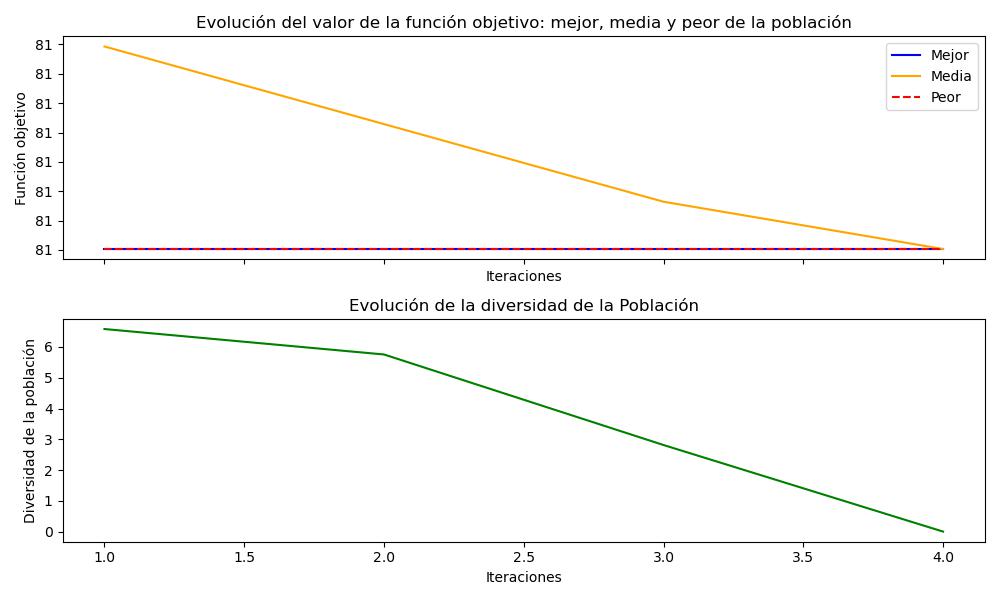 Evolución del valor de la función objetivo: mejor, media y peor de la población
81
81
81
81
81
81
81
81
Función objetivo
Mejor
Media
Peor
Iteraciones
Evolución de la diversidad de la Población
6
5
4
3
2
1
0
Diversidad de la población
1.0 1.5 2.0 2.5 3.0 3.5 4.0
Iteraciones